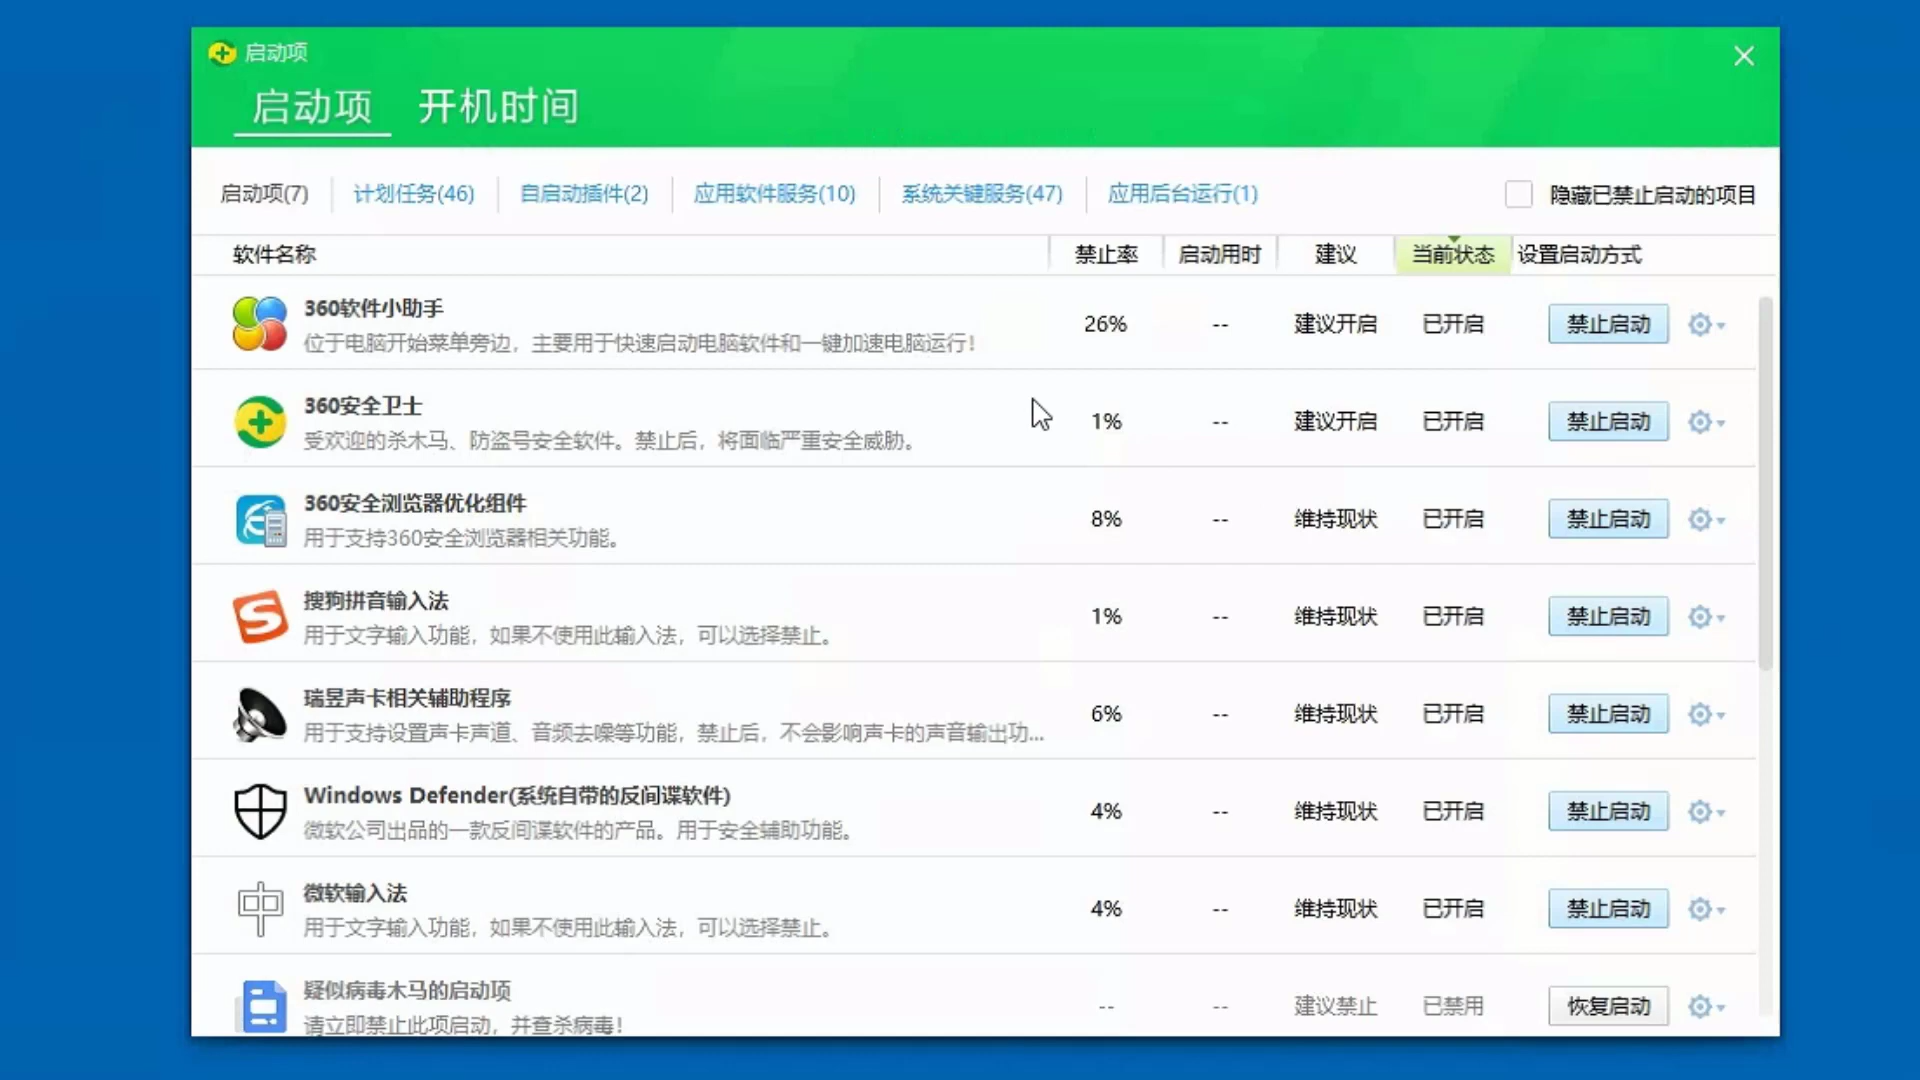 启动项
启动项 开机时间
启动项(7) 计划任务(46) 自启动插件(2) 应用软件服务(10) 系统关键服务(47) 应用后台运行(1) 隐藏已禁止启动的项目
软件名称 禁止率 启动用时 建议 当前状态 设置启动方式
360软件小助手
位于电脑开始菜单旁边，主要用于快速启动电脑软件和一键加速电脑运行！
26% -- 建议开启 已开启 禁止启动
360安全卫士
受欢迎的杀木马、防盗号安全软件。禁止后，将面临严重安全威胁。
1% -- 建议开启 已开启 禁止启动
360安全浏览器优化组件
用于支持360安全浏览器相关功能。
8% -- 维持现状 已开启 禁止启动
搜狗拼音输入法
用于文字输入功能，如果不使用此输入法，可以选择禁止。
1% -- 维持现状 已开启 禁止启动
瑞昱声卡相关辅助程序
用于支持设置声卡声道、音频去噪等功能，禁止后，不会影响声卡的声音输出功...
6% -- 维持现状 已开启 禁止启动
Windows Defender(系统自带的反间谍软件)
微软公司出品的一款反间谍软件的产品。用于安全辅助功能。
4% -- 维持现状 已开启 禁止启动
微软输入法
用于文字输入功能，如果不使用此输入法，可以选择禁止。
4% -- 维持现状 已开启 禁止启动
疑似病毒木马的启动项
请立即禁止此项启动，并查杀病毒！
-- -- 建议禁止 已禁用 恢复启动